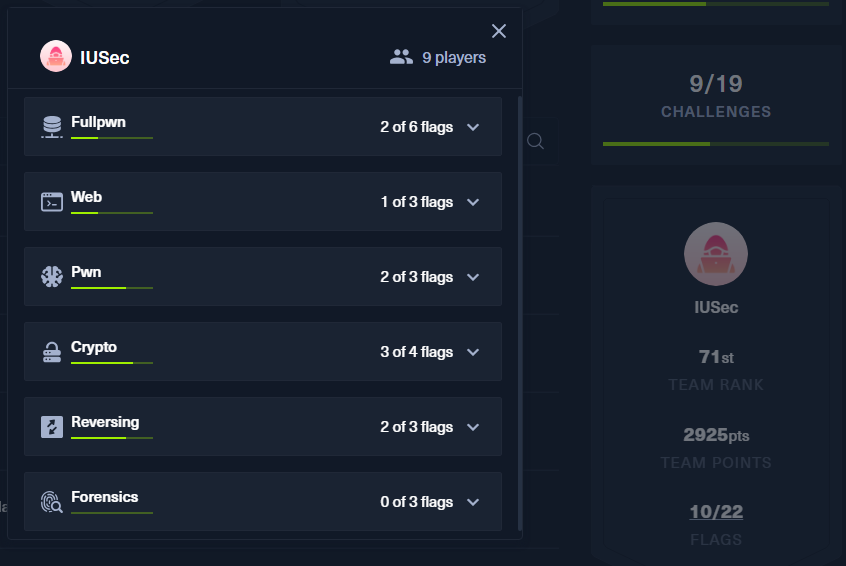 IUSec
9 players
Fullpwn
2 of 6 flags
Web
1 of 3 flags
Pwn
2 of 3 flags
Crypto
3 of 4 flags
Reversing
2 of 3 flags
Forensics
0 of 3 flags
9/19
CHALLENGES
IUSec
71st
TEAM RANK
2925pts
TEAM POINTS
10/22
FLAGS